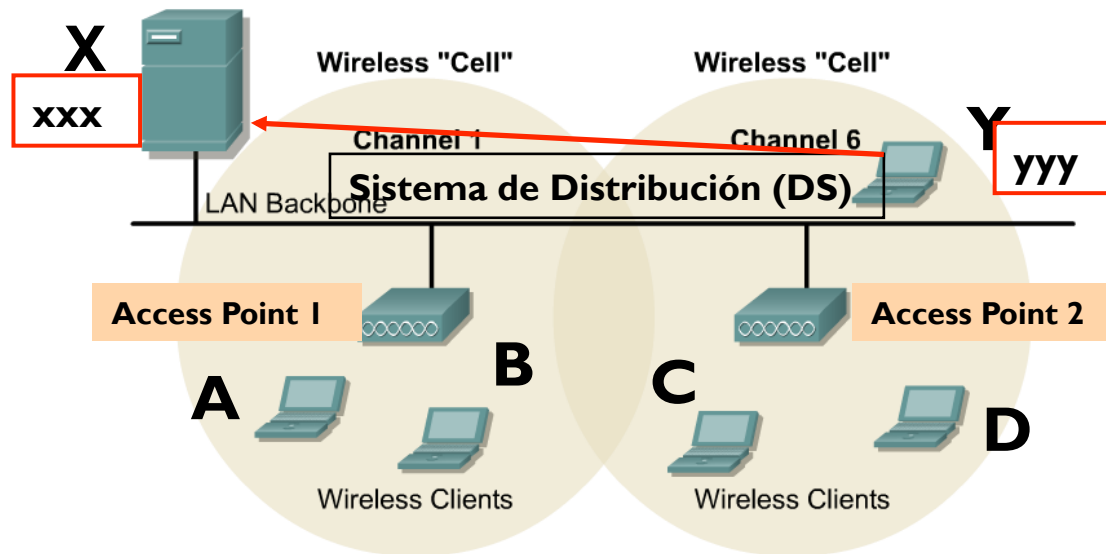 X
xxx
Wireless "Cell"
Wireless "Cell"
Channel 1
Channel 6
Y
yyy
Sistema de Distribución (DS)
LAN Backbone
Access Point 1
Access Point 2
A
B
C
D
Wireless Clients
Wireless Clients